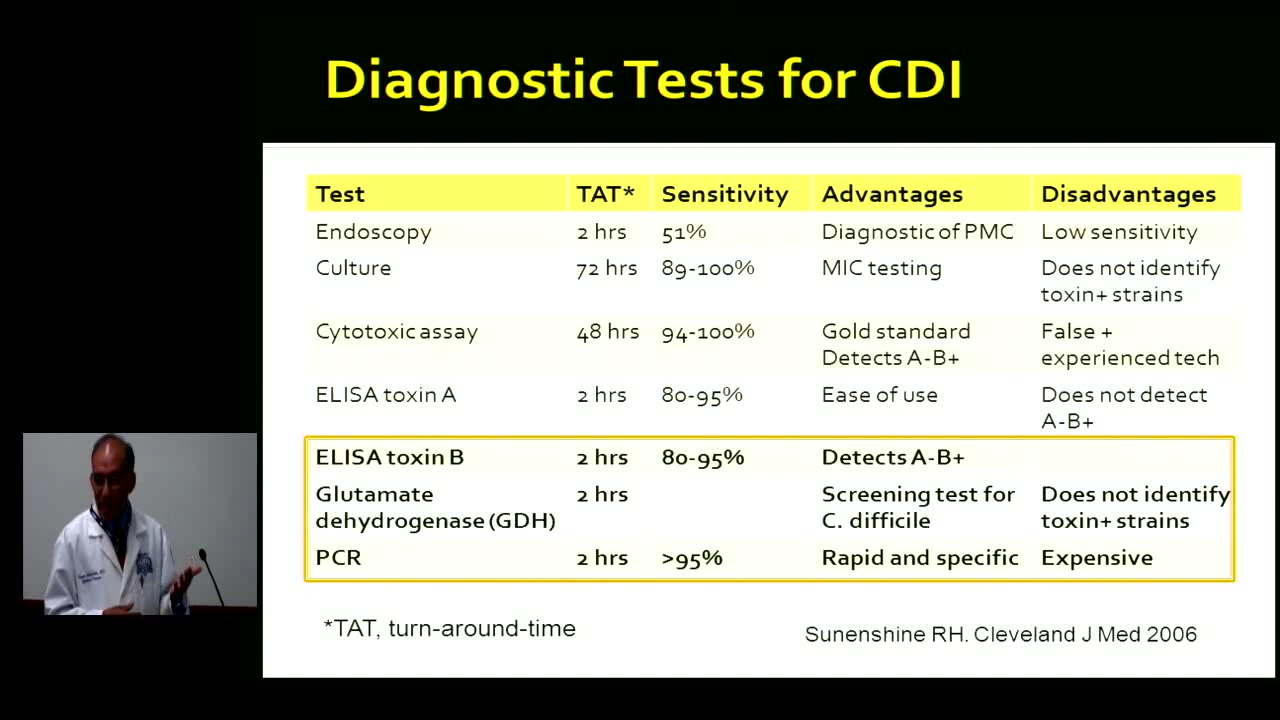 Diagnostic Tests for CDI
Test TAT* Sensitivity Advantages Disadvantages
Endoscopy 2 hrs 51% Diagnostic of PMC Low sensitivity
Culture 72 hrs 89-100% MIC testing Does not identify
toxin+ strains
Cytotoxic assay 48 hrs 94-100% Gold standard False +
Detects A-B+ experienced tech
ELISA toxin A 2 hrs 80-95% Ease of use Does not detect
A-B+
ELISA toxin B 2 hrs 80-95% Detects A-B+
Glutamate 2 hrs Screening test for Does not identify
dehydrogenase (GDH) C. difficile toxin+ strains
PCR 2 hrs >95% Rapid and specific Expensive
*TAT, turn-around-time
Sunenshine RH. Cleveland J Med 2006